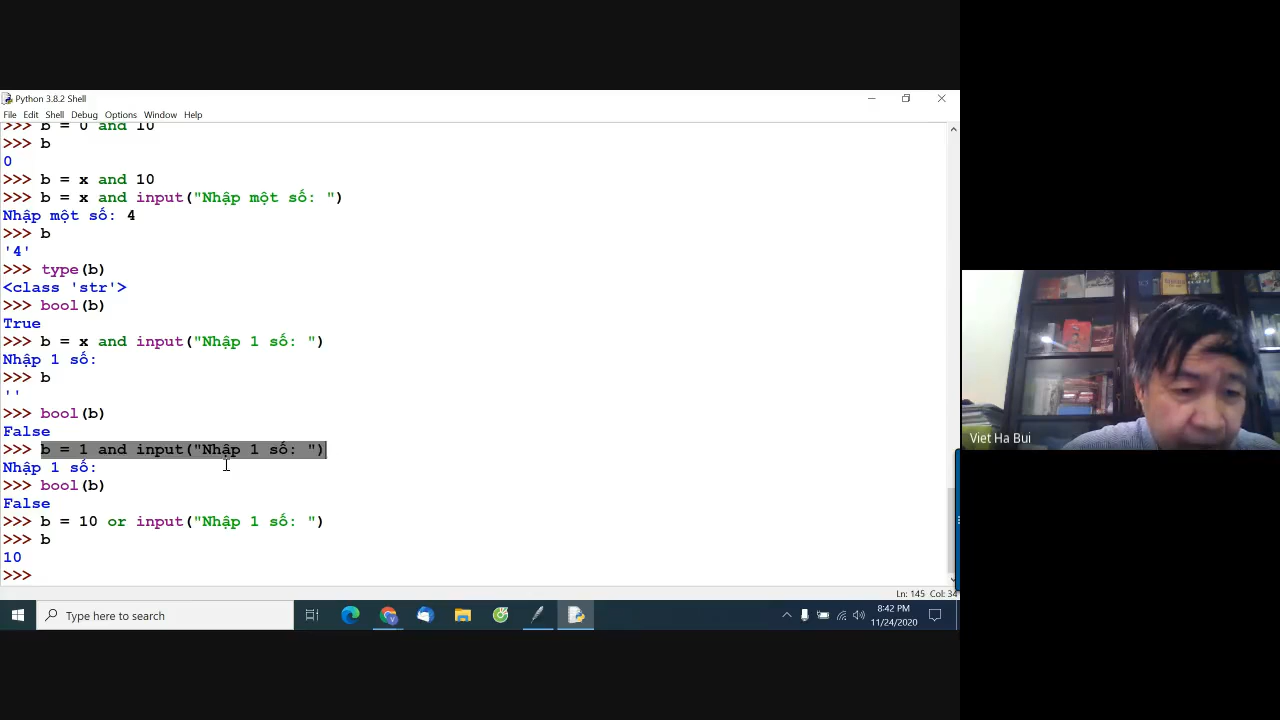 Python 3.8.2 Shell
File Edit Shell Debug Options Window Help
>>> b = 0 and 10
>>> b
0
>>> b = x and 10
>>> b = x and input("Nhập một số: ")
Nhập một số: 4
>>> b
'4'
>>> type(b)
<class 'str'>
>>> bool(b)
True
>>> b = x and input("Nhập 1 số: ")
Nhập 1 số:
>>> b
''
>>> bool(b)
False
>>> b = 1 and input("Nhập 1 số: ")
Nhập 1 số:
>>> bool(b)
False
>>> b = 10 or input("Nhập 1 số: ")
>>> b
10
>>>
Viet Ha Bui
Ln: 145 Col: 34
Type here to search
8:42 PM
11/24/2020